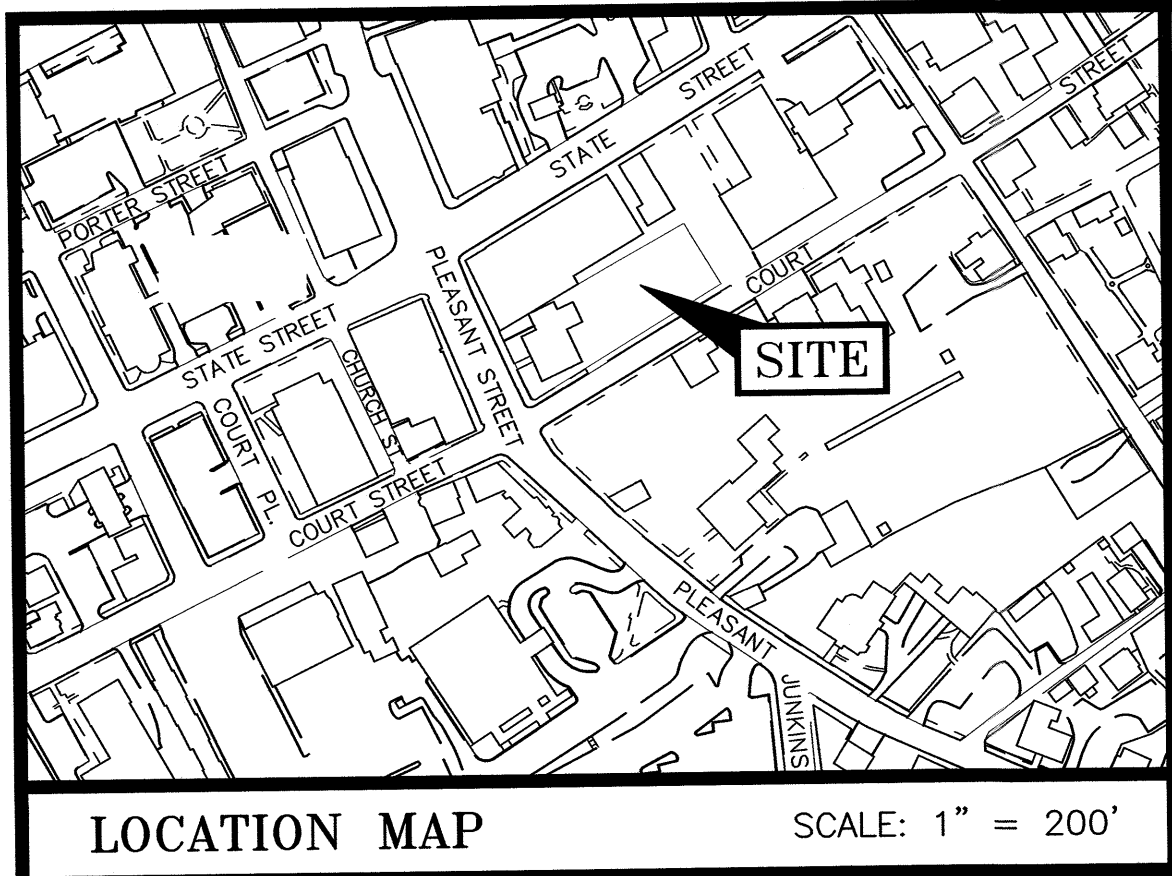 STATE STREET
STREET
PORTER STREET
PLEASANT STREET
COURT
SITE
STATE STREET
CHURCH ST
COURT PL.
COURT STREET
PLEASANT
JUNKINS
LOCATION MAP
SCALE: 1" = 200'